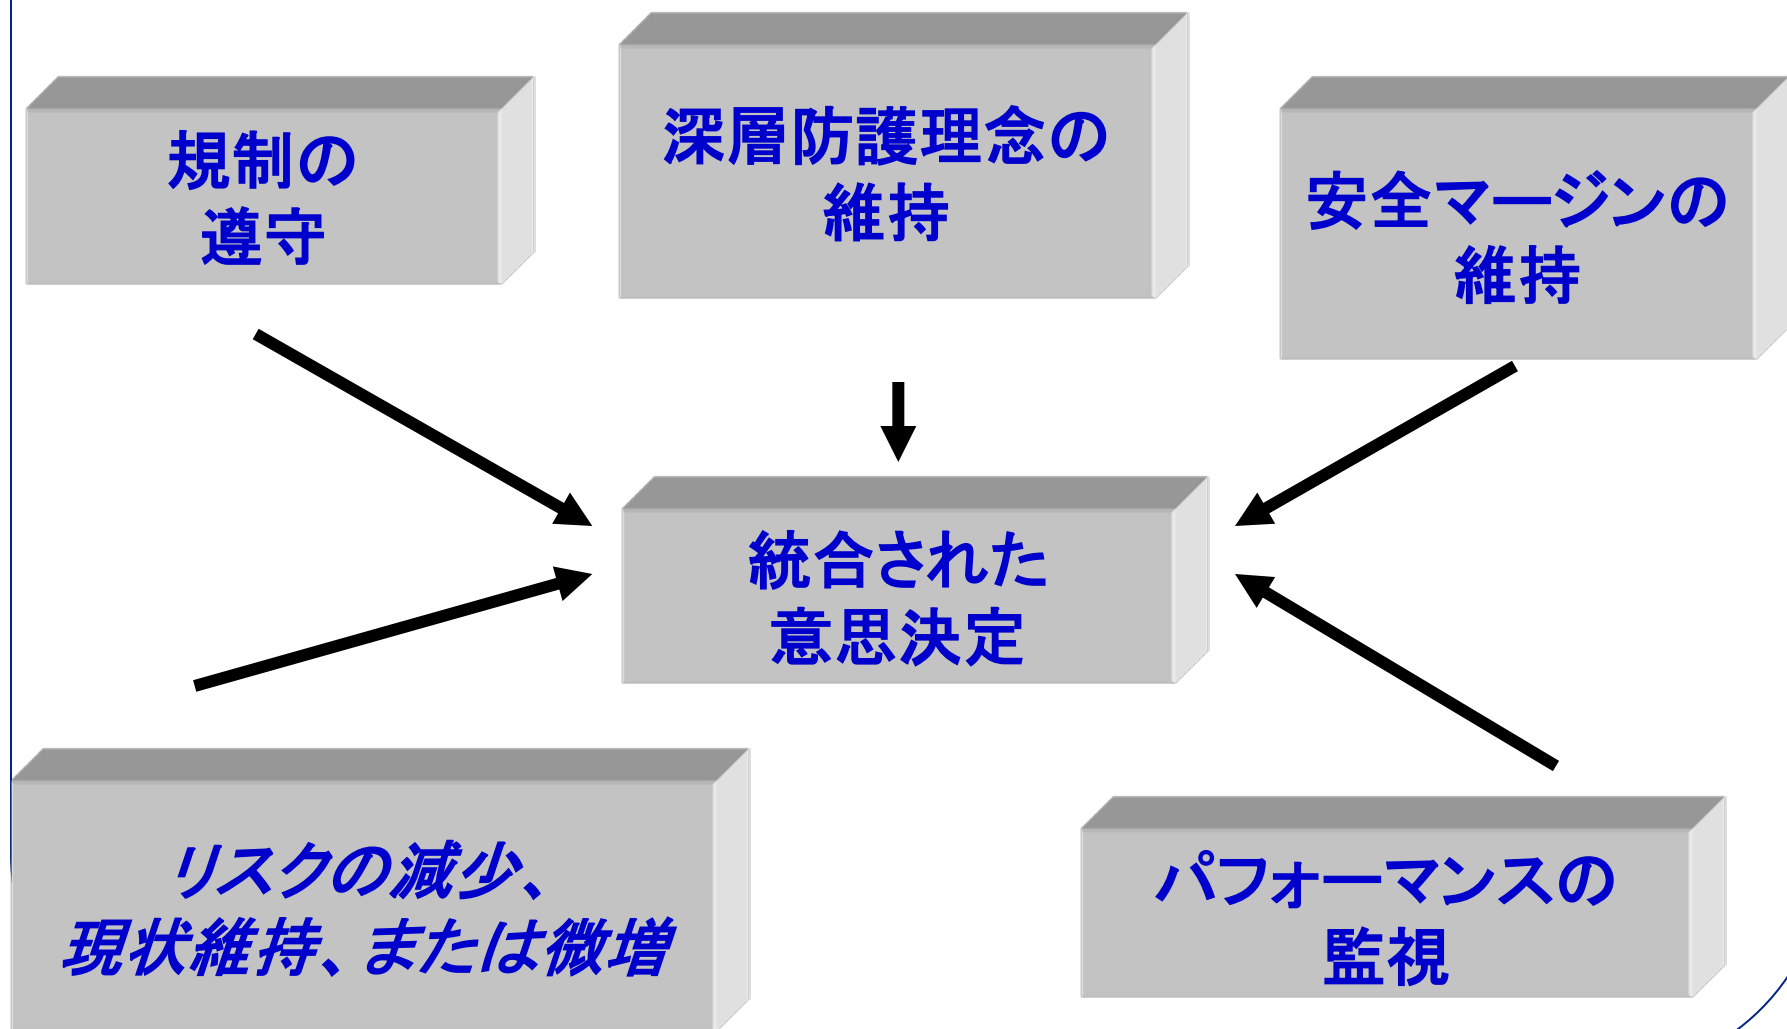 規制の
遵守
深層防護理念の
維持
安全マージンの
維持
統合された
意思決定
リスクの減少、
現状維持、または微増
パフォーマンスの
監視